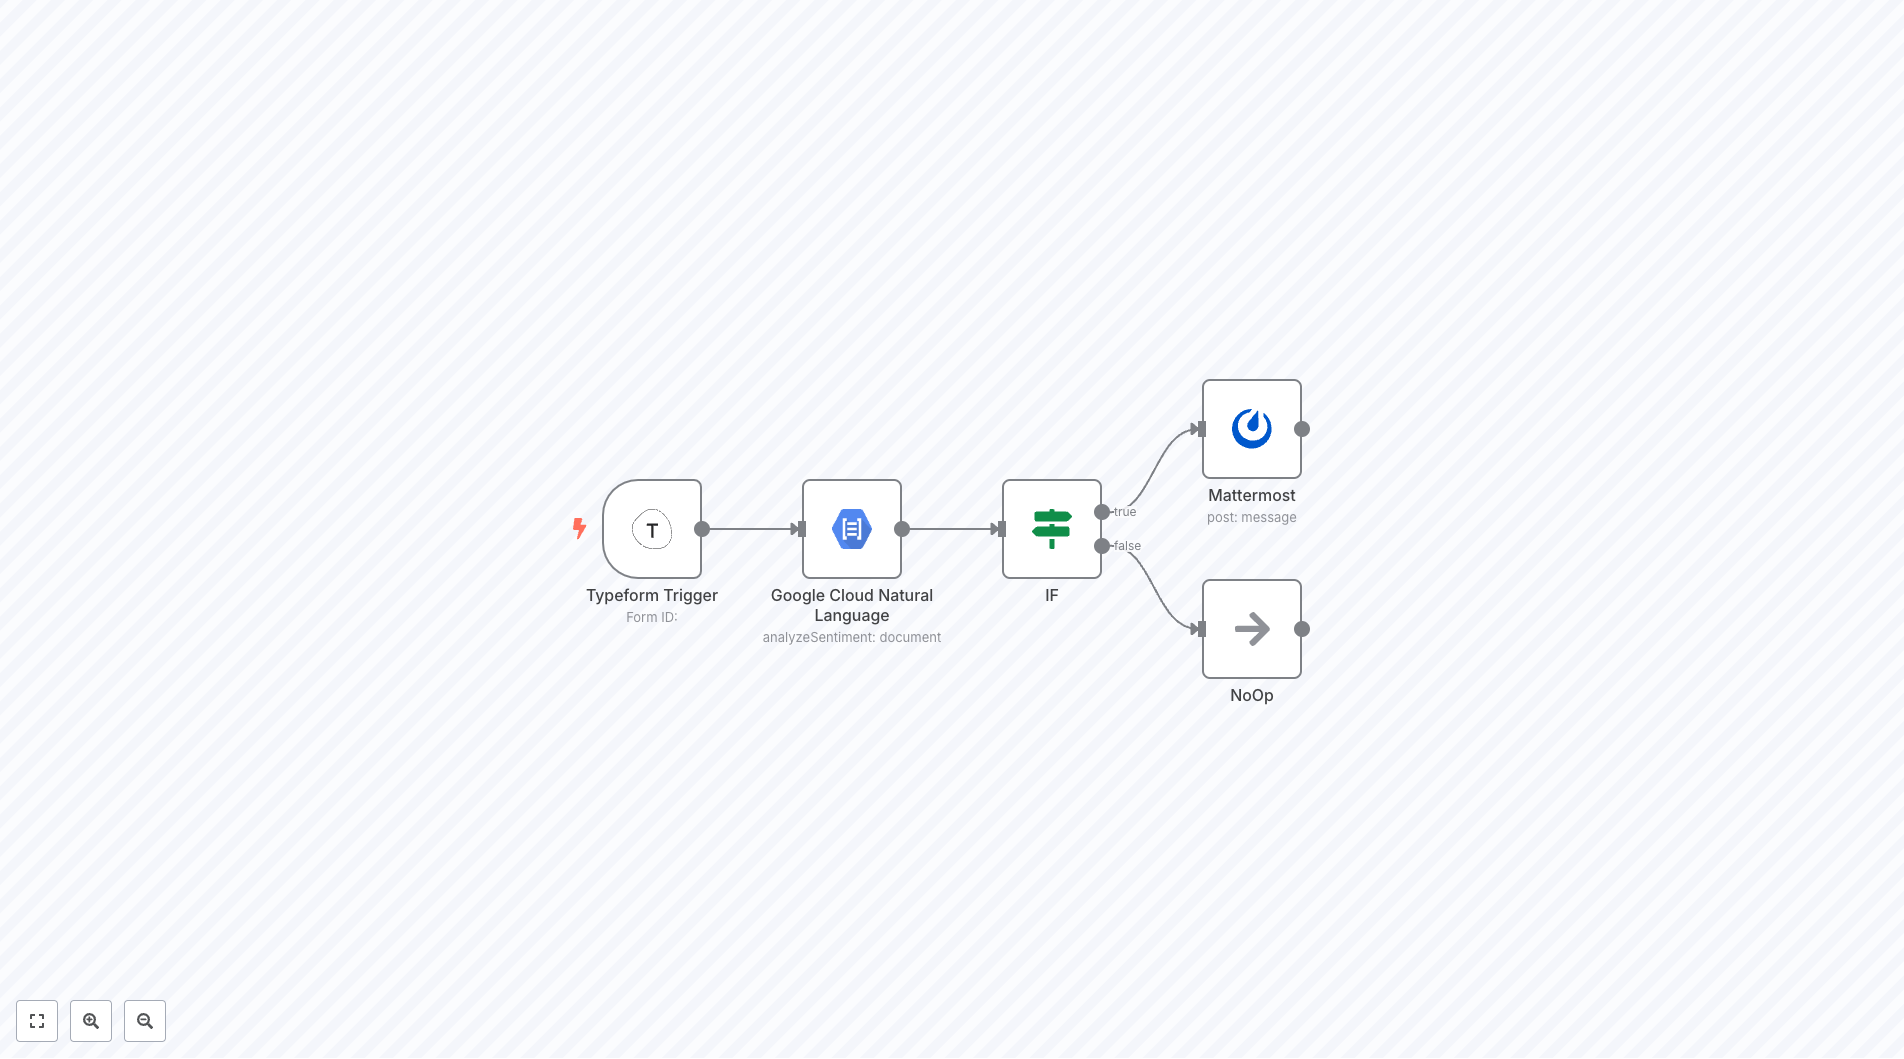 T
Typeform Trigger
Form ID:
Google Cloud Natural
Language
analyzeSentiment: document
IF
true
false
Mattermost
post: message
NoOp